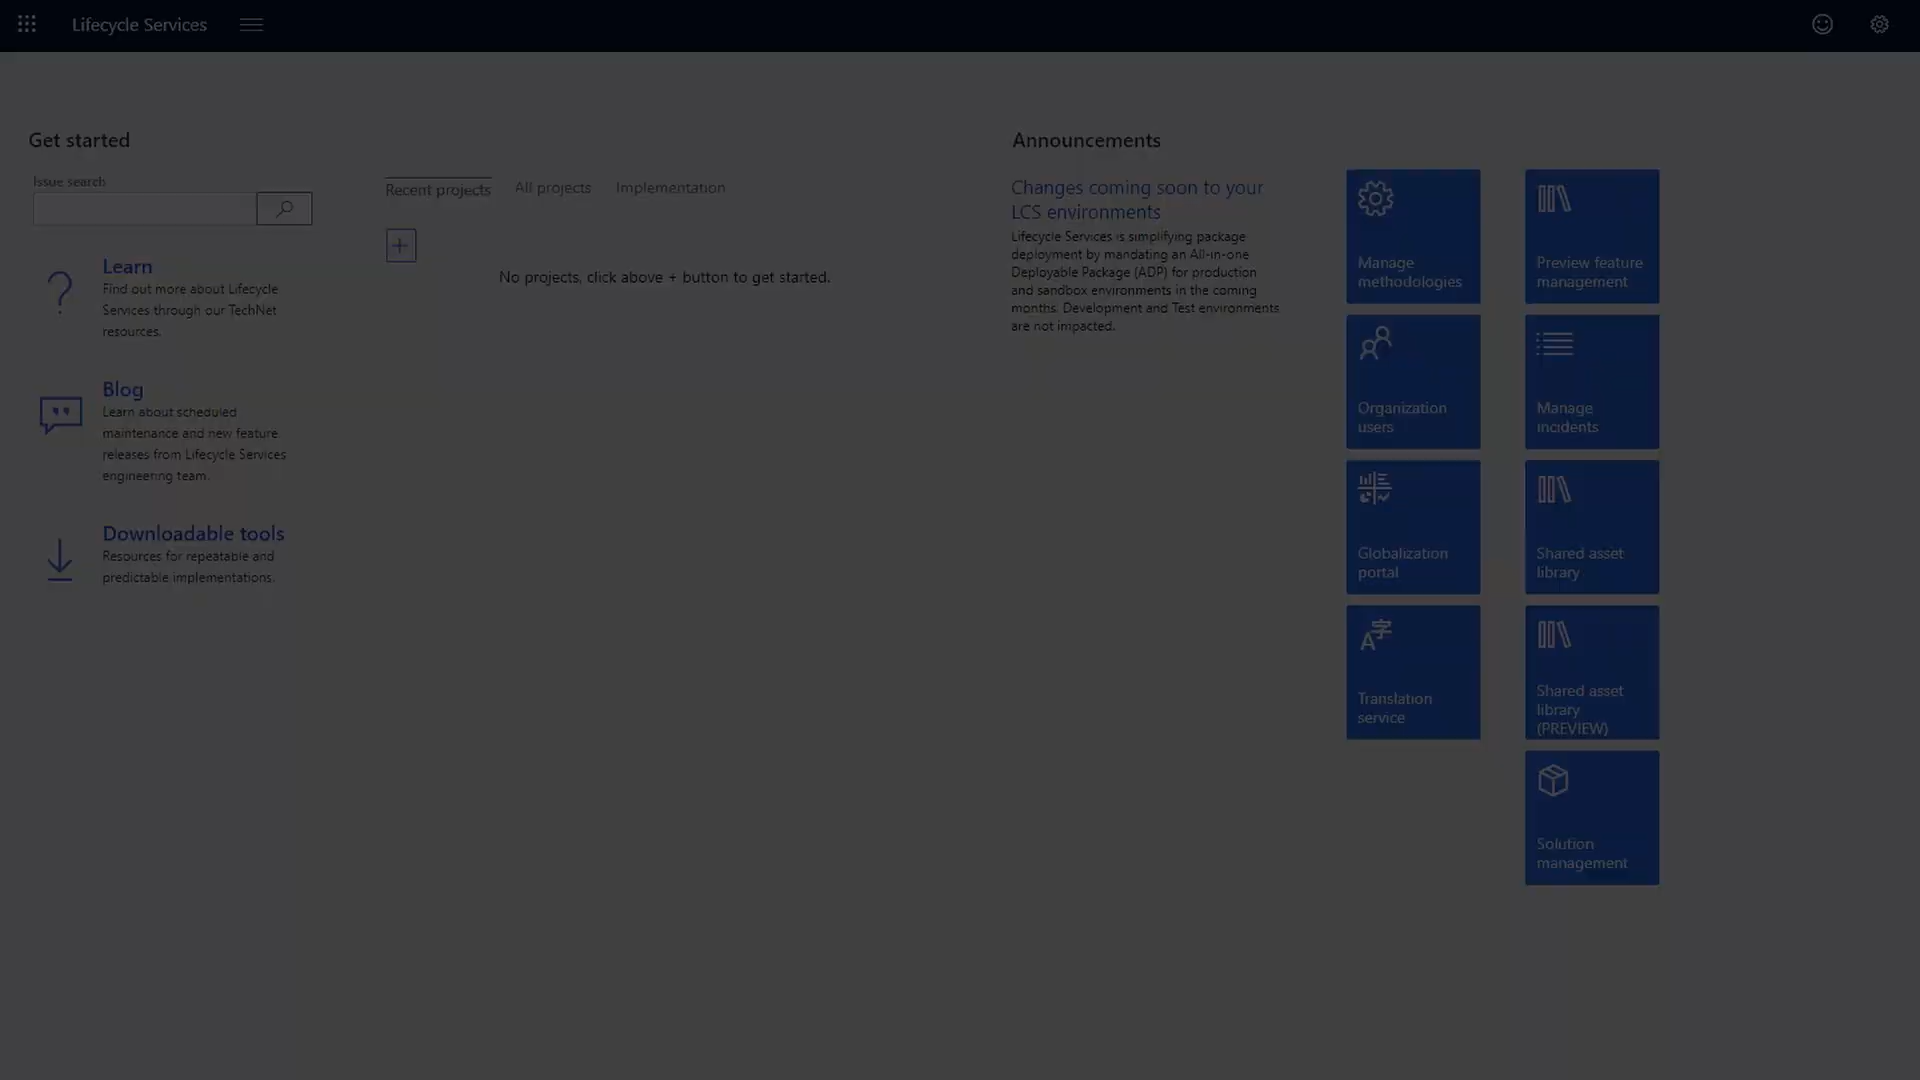 Lifecycle Services
Get started
Issue search
Learn
Find out more about Lifecycle
Services through our TechNet
resources.
Blog
Learn about scheduled
maintenance and new feature
releases from Lifecycle Services
engineering team.
Downloadable tools
Resources for repeatable and
predictable implementations.
Recent projects
All projects
Implementation
No projects, click above + button to get started.
Announcements
Changes coming soon to your
LCS environments
Lifecycle Services is simplifying package
deployment by mandating an All-in-one
Deployable Package (ADP) for production
and sandbox environments in the coming
months. Development and Test environments
are not impacted.
Manage
methodologies
Preview feature
management
Organization
users
Manage
incidents
Globalization
portal
Shared asset
library
Translation
service
Shared asset
library
(PREVIEW)
Solution
management